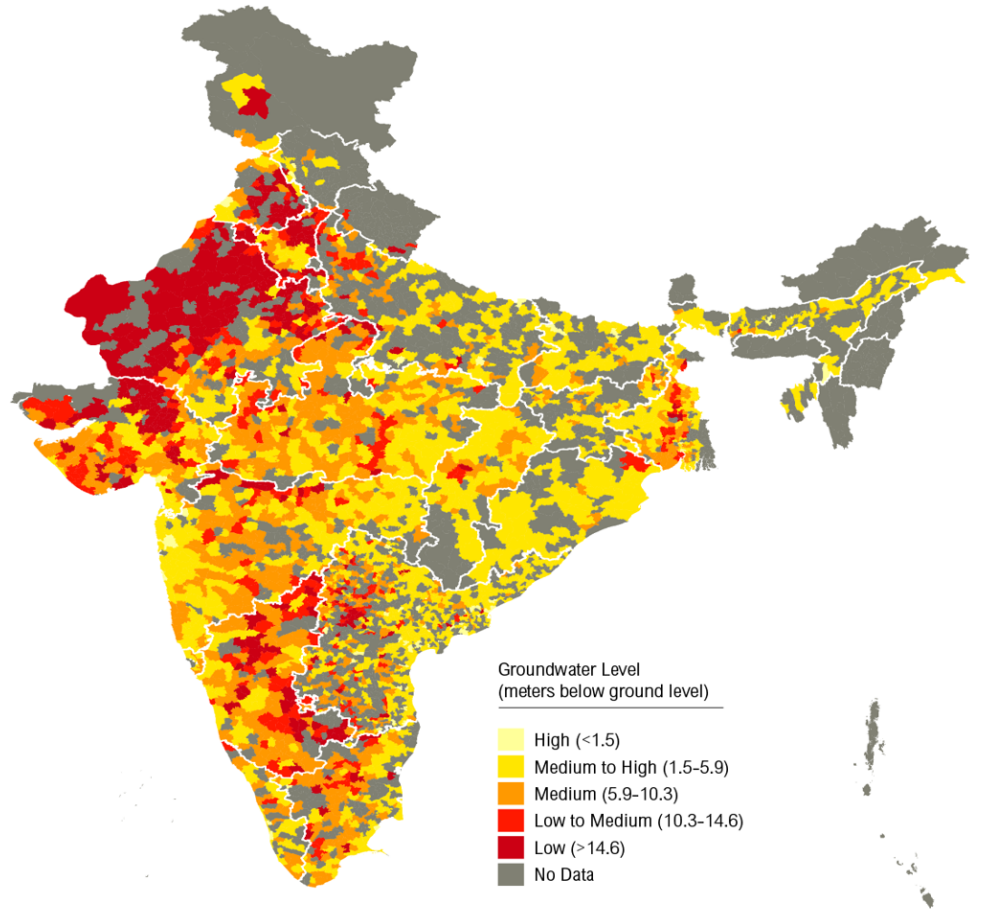 Groundwater Level
(meters below ground level)
High (<1.5)
Medium to High (1.5–5.9)
Medium (5.9–10.3)
Low to Medium (10.3–14.6)
Low (>14.6)
No Data